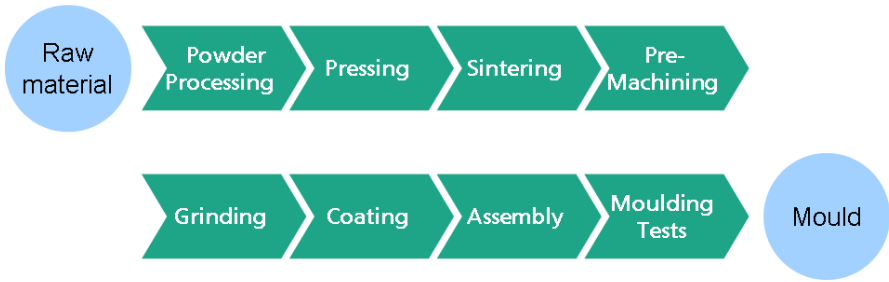 Raw
material
Powder
Processing
Pressing
Sintering
Pre-
Machining
Grinding
Coating
Assembly
Moulding
Tests
Mould